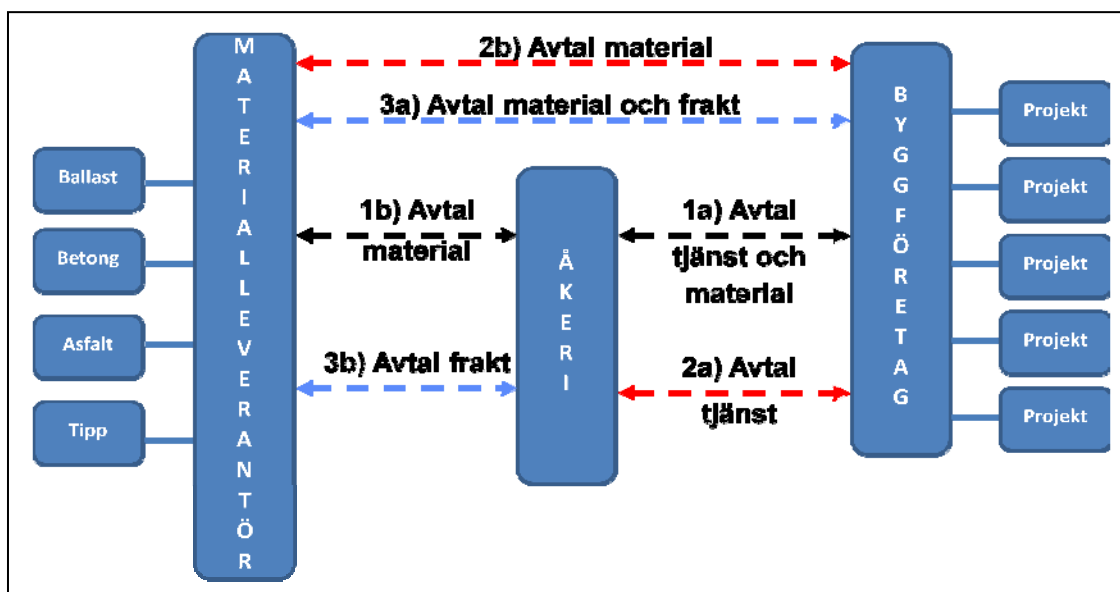 MATERIALLEVERANTÖR
Ballast
Betong
Asfalt
Tipp
2b) Avtal material
3a) Avtal material och frakt
1b) Avtal
material
3b) Avtal frakt
ÅKERI
1a) Avtal
tjänst och
material
2a) Avtal
tjänst
BYGGFÖRETAG
Projekt
Projekt
Projekt
Projekt
Projekt